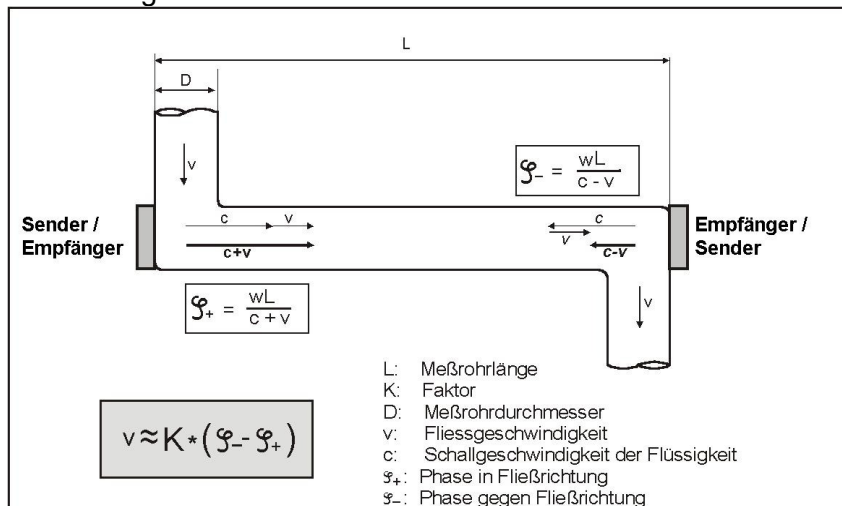 L
D
v
φ₋ = wL / c - v
c v
c
Sender / Empfänger
Empfänger / Sender
c+v
v
c-v
φ₊ = wL / c + v
v
L: Meßrohrlänge
K: Faktor
D: Meßrohrdurchmesser
v: Fliessgeschwindigkeit
c: Schallgeschwindigkeit der Flüssigkeit
φ₊: Phase in Fließrichtung
φ₋: Phase gegen Fließrichtung
v ≈ K * (φ₋ - φ₊)